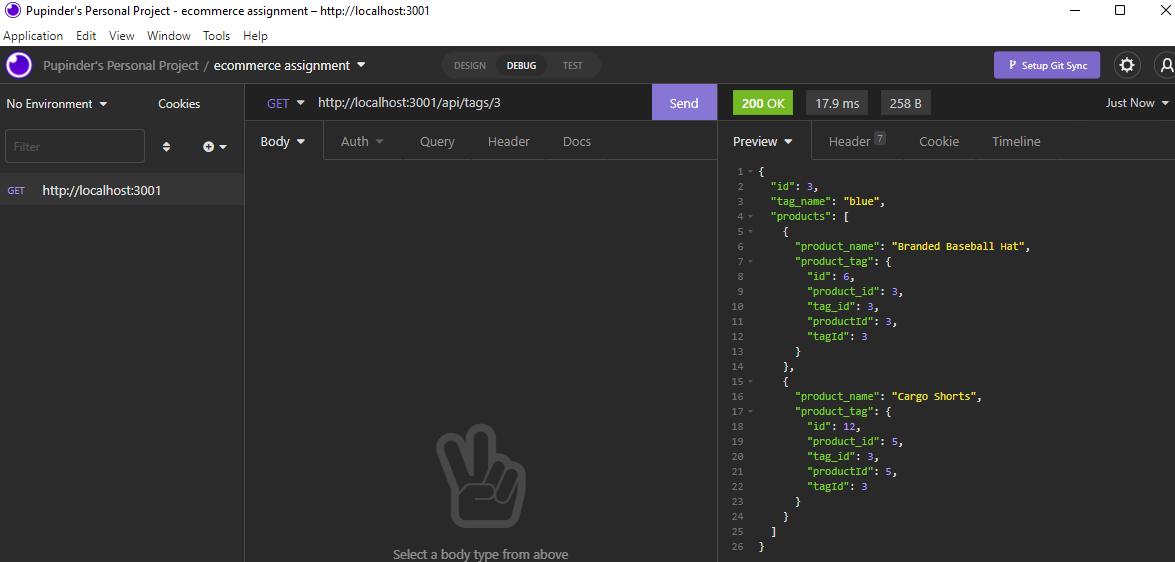 Pupinder's Personal Project - ecommerce assignment – http://localhost:3001
Application Edit View Window Tools Help
Pupinder's Personal Project / ecommerce assignment
DESIGN DEBUG TEST
Setup Git Sync
No Environment Cookies
GET http://localhost:3001/api/tags/3 Send
200 OK 17.9 ms 258 B Just Now
Filter
GET http://localhost:3001
Body Auth Query Header Docs
Select a body type from above
Preview Header 7 Cookie Timeline
1 {
2 "id": 3,
3 "tag_name": "blue",
4 "products": [
5 {
6 "product_name": "Branded Baseball Hat",
7 "product_tag": {
8 "id": 6,
9 "product_id": 3,
10 "tag_id": 3,
11 "productId": 3,
12 "tagId": 3
13 }
14 },
15 {
16 "product_name": "Cargo Shorts",
17 "product_tag": {
18 "id": 12,
19 "product_id": 5,
20 "tag_id": 3,
21 "productId": 5,
22 "tagId": 3
23 }
24 }
25 ]
26 }